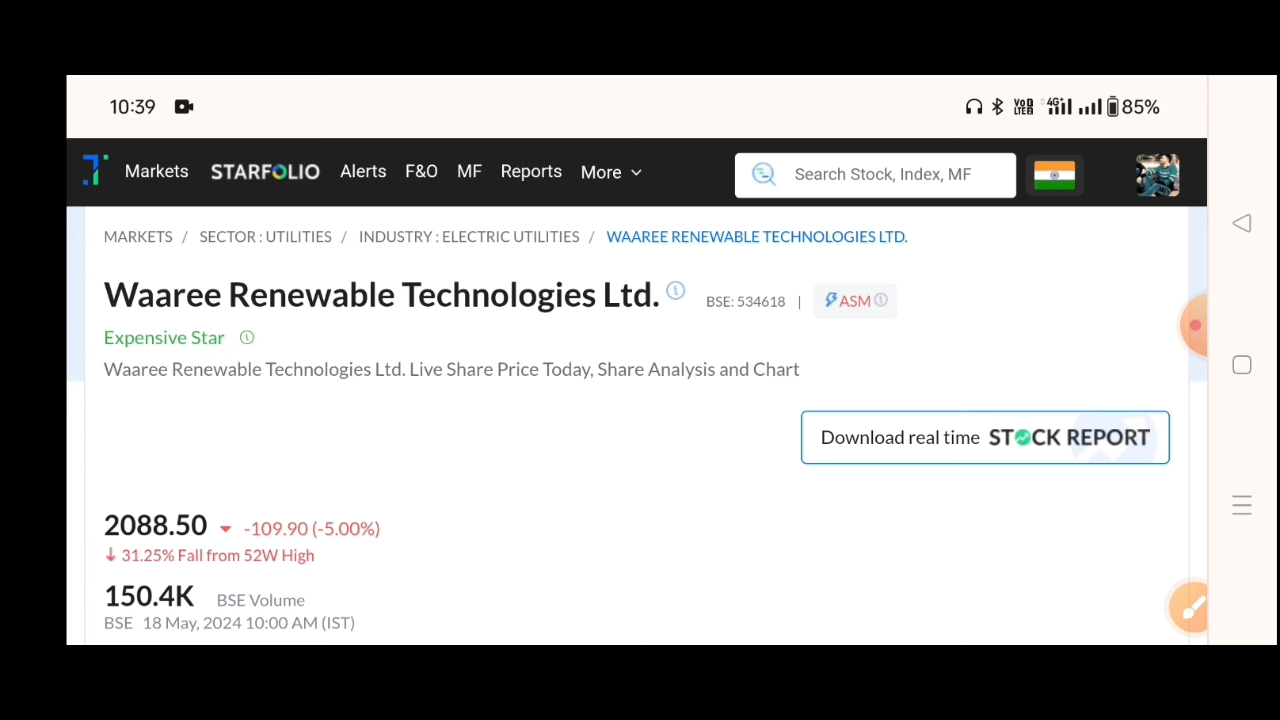 10:39 VoD LTED 4G+ 85%
Markets STARFOLIO Alerts F&O MF Reports More Search Stock, Index, MF
MARKETS / SECTOR : UTILITIES / INDUSTRY : ELECTRIC UTILITIES / WAAREE RENEWABLE TECHNOLOGIES LTD.
Waaree Renewable Technologies Ltd. BSE: 534618 | ASM
Expensive Star
Waaree Renewable Technologies Ltd. Live Share Price Today, Share Analysis and Chart
Download real time STOCK REPORT
2088.50 -109.90 (-5.00%)
31.25% Fall from 52W High
150.4K BSE Volume
BSE 18 May, 2024 10:00 AM (IST)